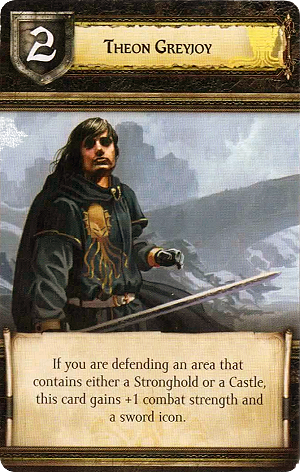 2
THEON GREYJOY
If you are defending an area that
contains either a Stronghold or a Castle,
this card gains +1 combat strength and
a sword icon.